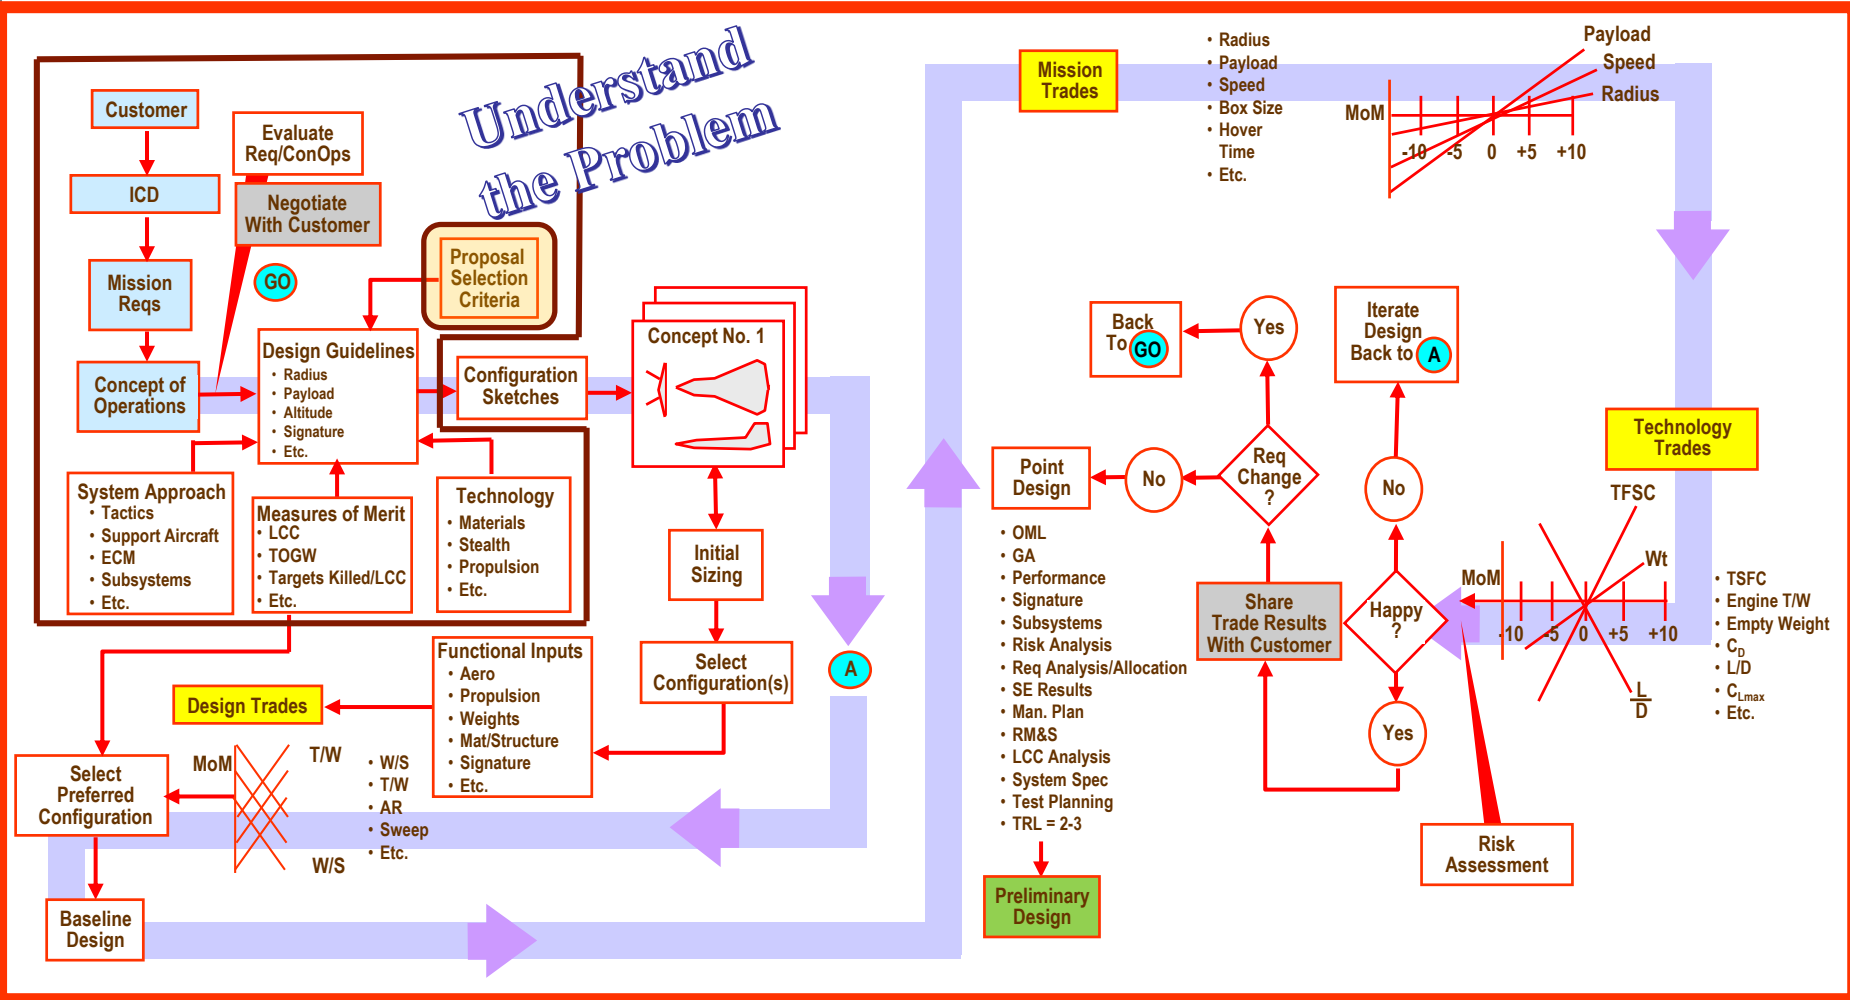 Understand
the Problem
Customer
ICD
Mission
Reqs
Concept of
Operations
Evaluate
Req/ConOps
Negotiate
With Customer
GO
Proposal
Selection
Criteria
Design Guidelines
• Radius
• Payload
• Altitude
• Signature
• Etc.
Configuration
Sketches
Concept No. 1
System Approach
• Tactics
• Support Aircraft
• ECM
• Subsystems
• Etc.
Measures of Merit
• LCC
• TOGW
• Targets Killed/LCC
• Etc.
Technology
• Materials
• Stealth
• Propulsion
• Etc.
Initial
Sizing
Select
Configuration(s)
A
Functional Inputs
• Aero
• Propulsion
• Weights
• Mat/Structure
• Signature
• Etc.
Design Trades
MoM
T/W
W/S
• W/S
• T/W
• AR
• Sweep
• Etc.
Select
Preferred
Configuration
Baseline
Design
Mission
Trades
• Radius
• Payload
• Speed
• Box Size
• Hover
Time
• Etc.
Payload
Speed
Radius
MoM
-10 -5 0 +5 +10
Technology
Trades
TFSC
Wt
MoM
-10 -5 0 +5 +10
L
D
• TSFC
• Engine T/W
• Empty Weight
• CD
• L/D
• CLmax
• Etc.
Risk
Assessment
Happy
?
No
Iterate
Design
Back to A
Yes
Share
Trade Results
With Customer
Req
Change
?
Yes
Back
To GO
No
Point
Design
• OML
• GA
• Performance
• Signature
• Subsystems
• Risk Analysis
• Req Analysis/Allocation
• SE Results
• Man. Plan
• RM&S
• LCC Analysis
• System Spec
• Test Planning
• TRL = 2-3
Preliminary
Design